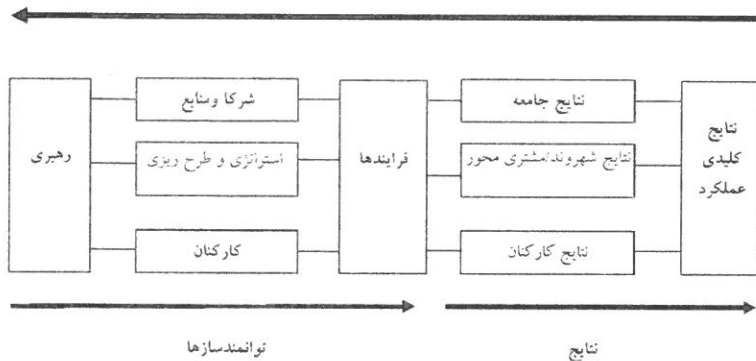 رهبری
شرکا ومنابع
استراتژی و طرح ریزی
کارکنان
فرایندها
نتایج جامعه
نتایج شهروند/مشتری محور
نتایج کارکنان
نتایج
کلیدی
عملکرد
توانمندسازها
نتایج